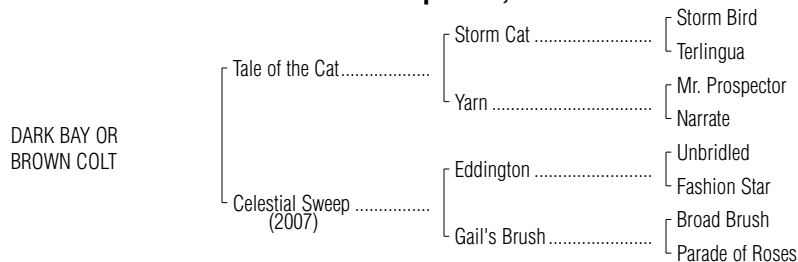 Storm Bird
Storm Cat ....................
Terlingua
Tale of the Cat...................
Mr. Prospector
Yarn .............................
Narrate
DARK BAY OR
BROWN COLT
Unbridled
Eddington ....................
Fashion Star
Celestial Sweep ................
(2007)
Broad Brush
Gail's Brush.....................
Parade of Roses